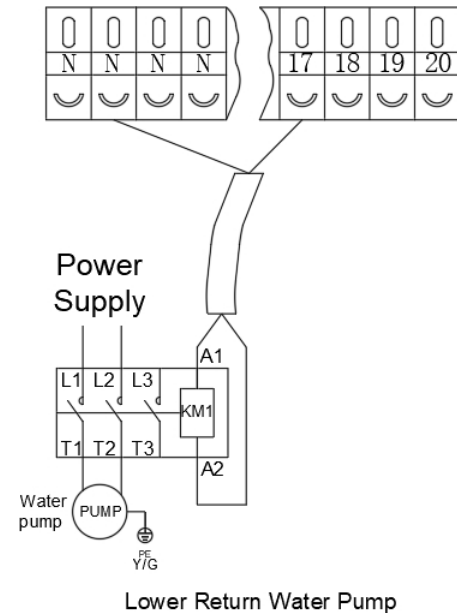 N N N N 17 18 19 20
Power
Supply
A1
L1 L2 L3
KM1
T1 T2 T3
A2
Water
pump
PUMP
PE
Y/G
Lower Return Water Pump